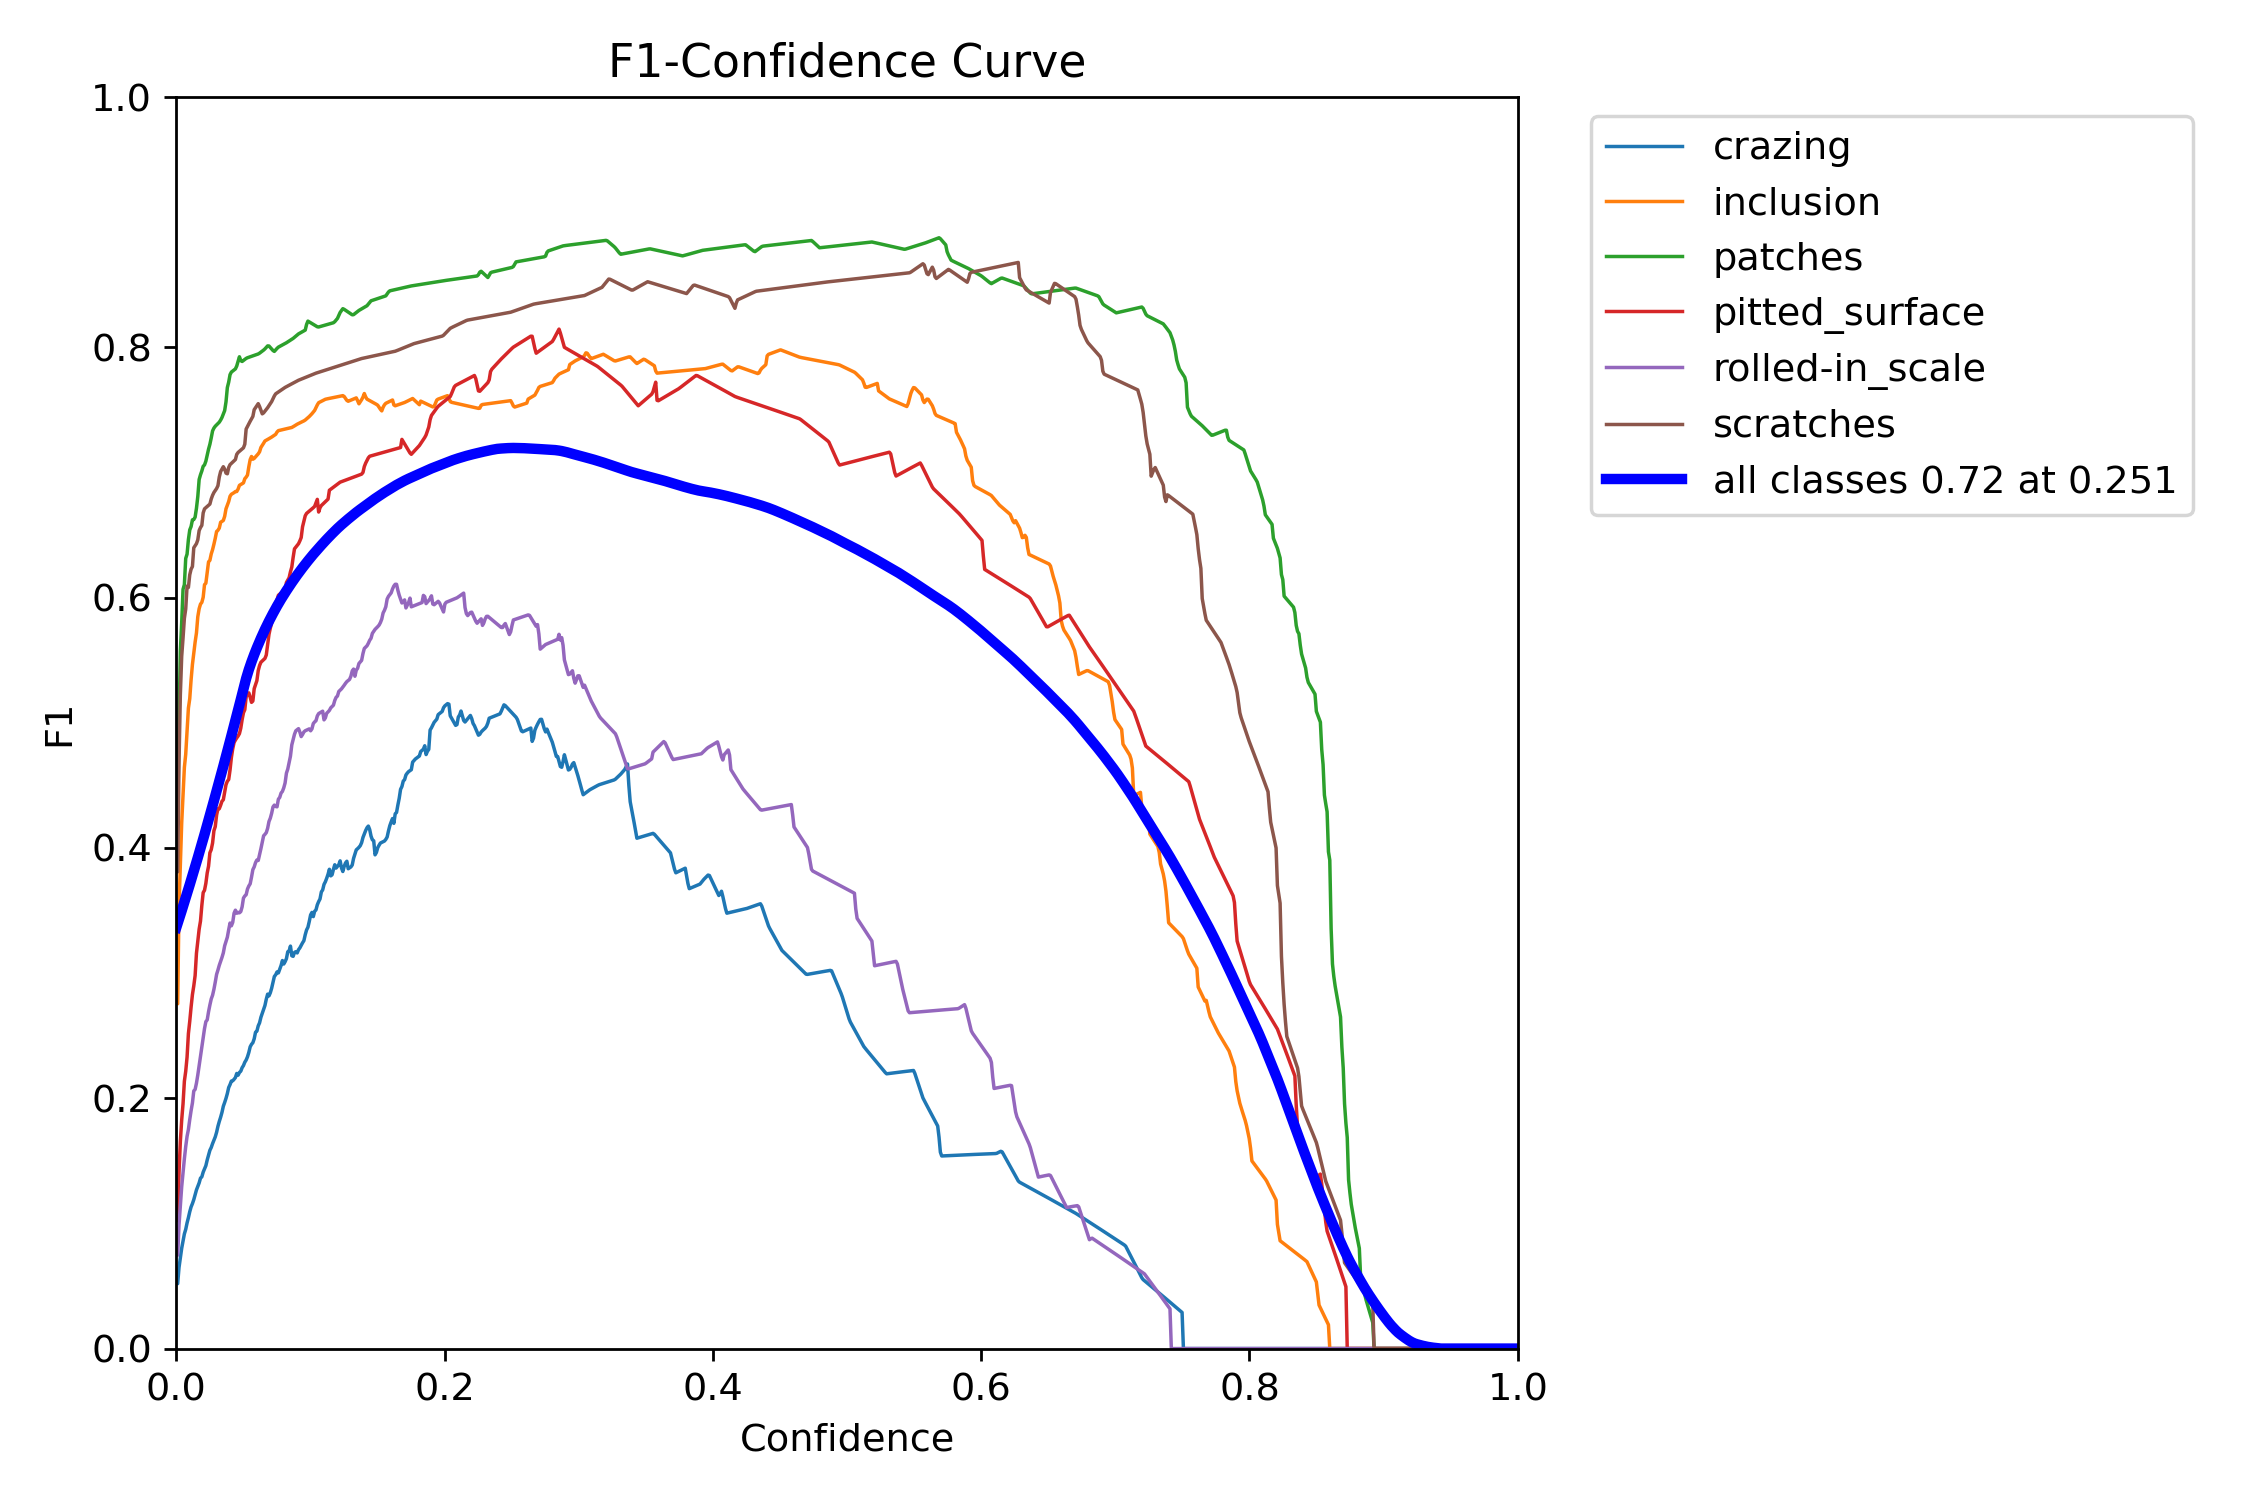 F1-Confidence Curve
1.0
0.8
0.6
0.4
0.2
0.0
F1
0.0 0.2 0.4 0.6 0.8 1.0
Confidence
crazing
inclusion
patches
pitted_surface
rolled-in_scale
scratches
all classes 0.72 at 0.251